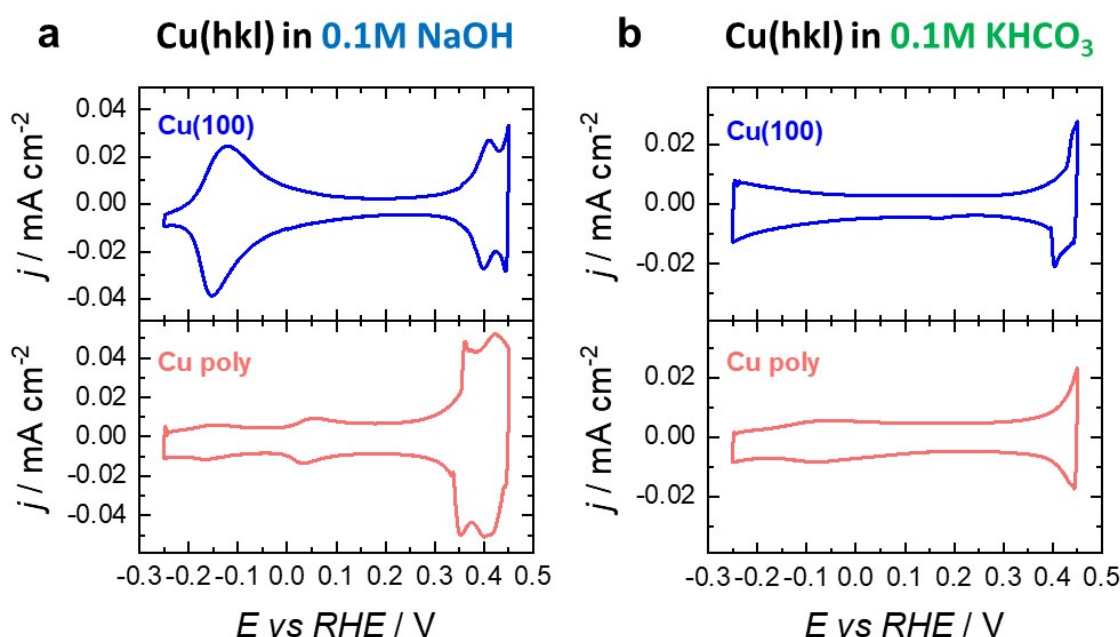 a Cu(hkl) in 0.1M NaOH
0.04
0.02
0.00
-0.02
-0.04
j / mA cm⁻²
Cu(100)
0.04
0.02
0.00
-0.02
-0.04
j / mA cm⁻²
Cu poly
-0.3 -0.2 -0.1 0.0 0.1 0.2 0.3 0.4 0.5
E vs RHE / V
b Cu(hkl) in 0.1M KHCO₃
0.02
0.00
-0.02
j / mA cm⁻²
Cu(100)
0.02
0.00
-0.02
j / mA cm⁻²
Cu poly
-0.3 -0.2 -0.1 0.0 0.1 0.2 0.3 0.4 0.5
E vs RHE / V